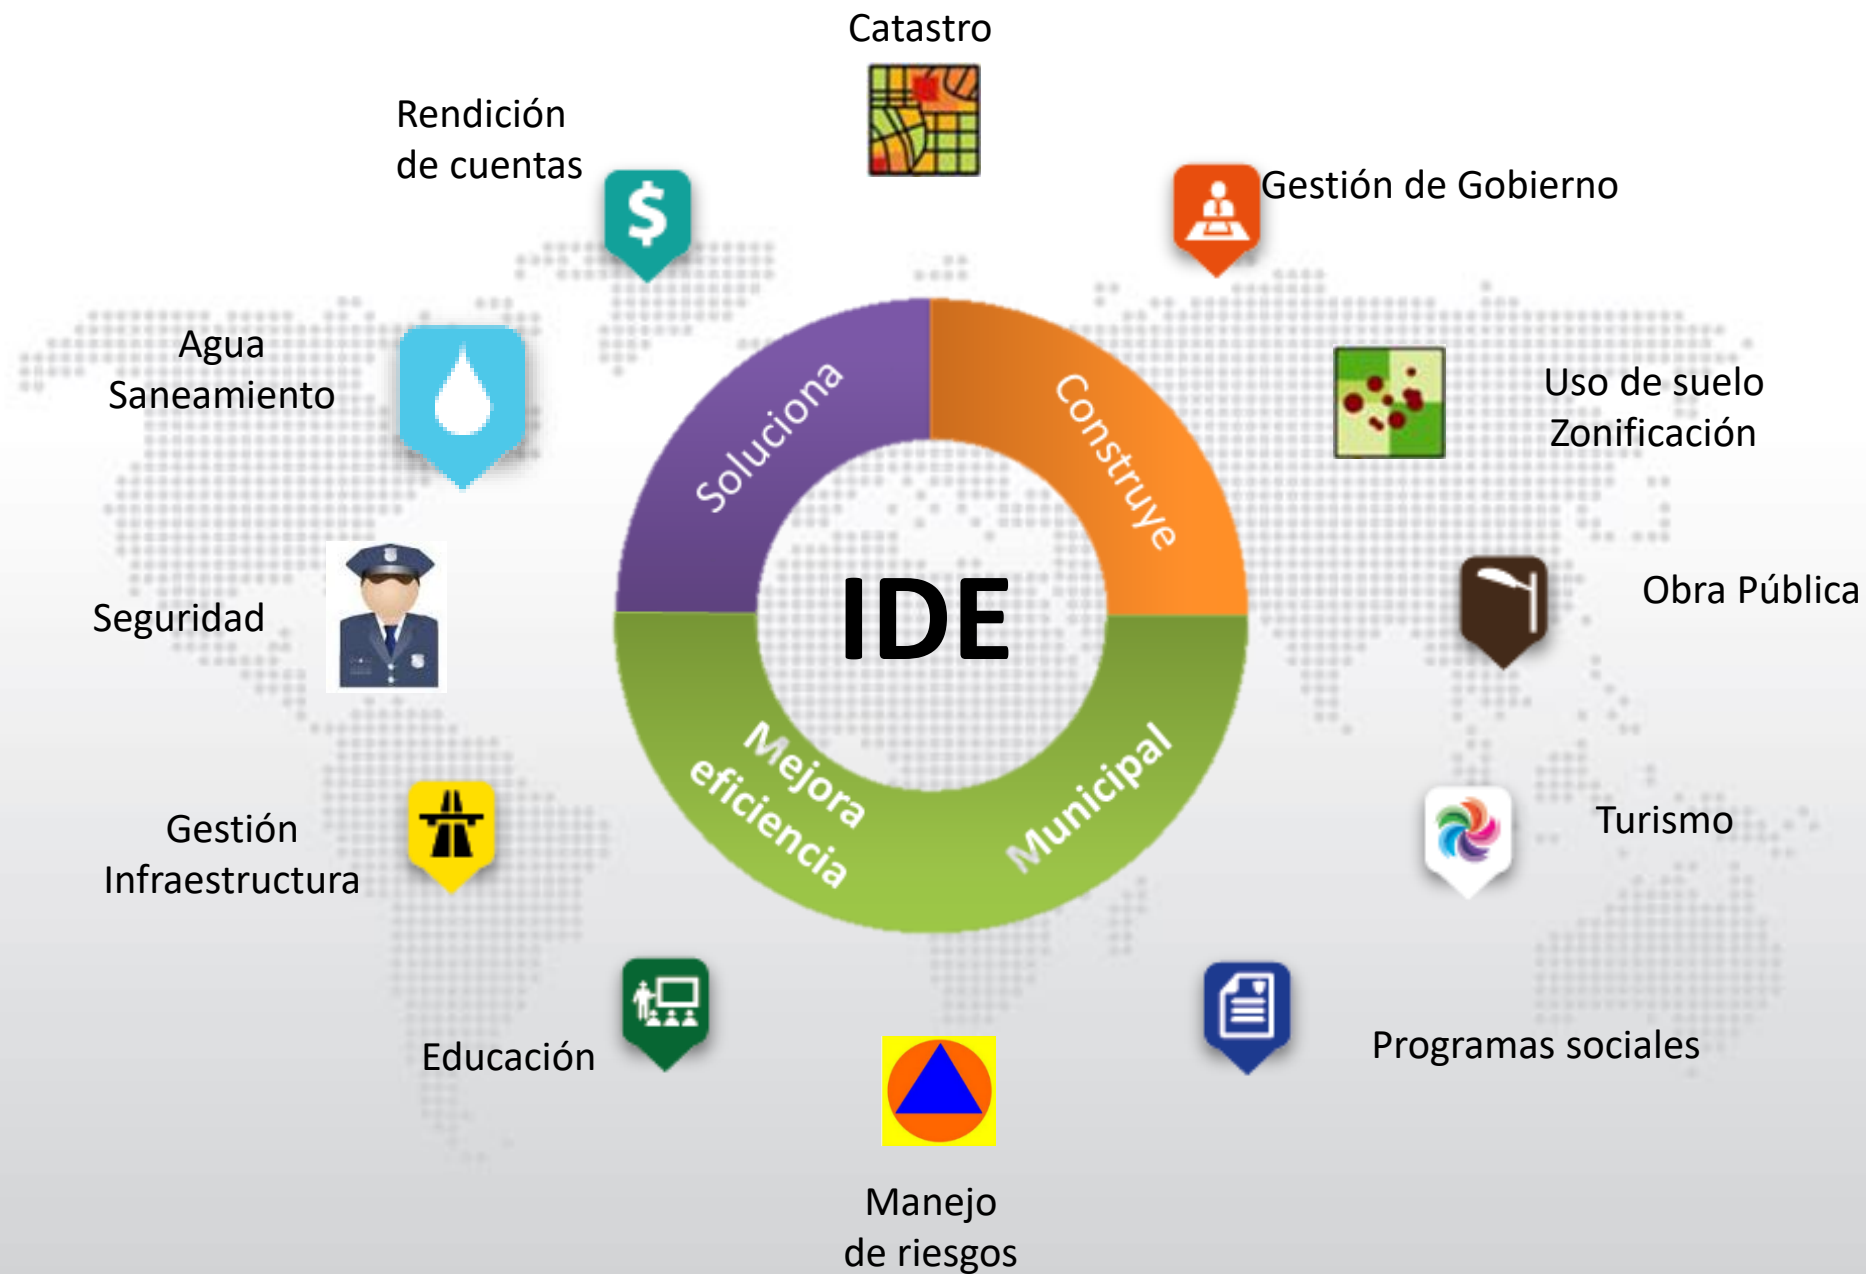 Catastro
Rendición
de cuentas
Gestión de Gobierno
Agua
Saneamiento
Uso de suelo
Zonificación
Soluciona
Construye
IDE
Seguridad
Obra Pública
Mejora
eficiencia
Municipal
Gestión
Infraestructura
Turismo
Educación
Programas sociales
Manejo
de riesgos